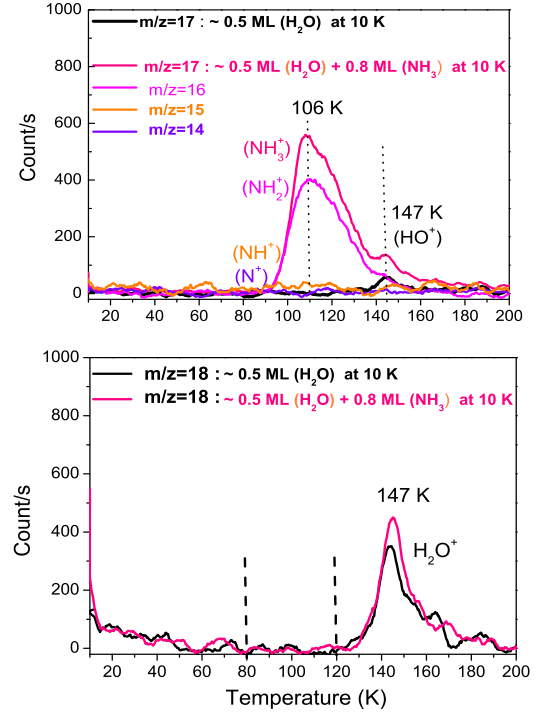 1000
800
600
400
200
0
Count/s
m/z=17 : ~ 0.5 ML (H₂O) at 10 K
m/z=17 : ~ 0.5 ML (H₂O) + 0.8 ML (NH₃) at 10 K
m/z=16
m/z=15
m/z=14
106 K
(NH₃⁺)
(NH₂⁺)
147 K
(HO⁺)
(NH⁺)
(N⁺)
20 40 60 80 100 120 140 160 180 200
1000
800
600
400
200
0
Count/s
m/z=18 : ~ 0.5 ML (H₂O) at 10 K
m/z=18 : ~ 0.5 ML (H₂O) + 0.8 ML (NH₃) at 10 K
147 K
H₂O⁺
20 40 60 80 100 120 140 160 180 200
Temperature (K)